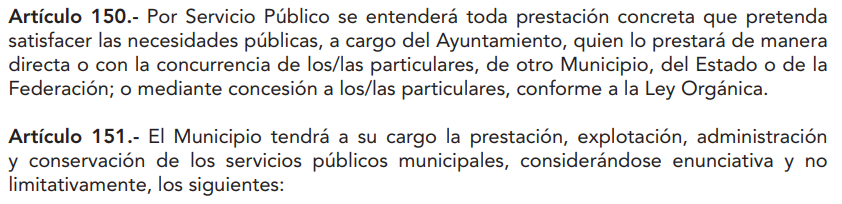 Artículo 150.- Por Servicio Público se entenderá toda prestación concreta que pretenda
satisfacer las necesidades públicas, a cargo del Ayuntamiento, quien lo prestará de manera
directa o con la concurrencia de los/las particulares, de otro Municipio, del Estado o de la
Federación; o mediante concesión a los/las particulares, conforme a la Ley Orgánica.
Artículo 151.- El Municipio tendrá a su cargo la prestación, explotación, administración
y conservación de los servicios públicos municipales, considerándose enunciativa y no
limitativamente, los siguientes: